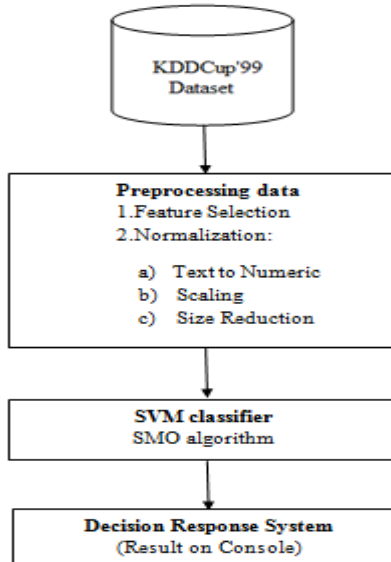 KDDCup'99
Dataset
Preprocessing data
1.Feature Selection
2.Normalization:
a) Text to Numeric
b) Scaling
c) Size Reduction
SVM classifier
SMO algorithm
Decision Response System
(Result on Console)